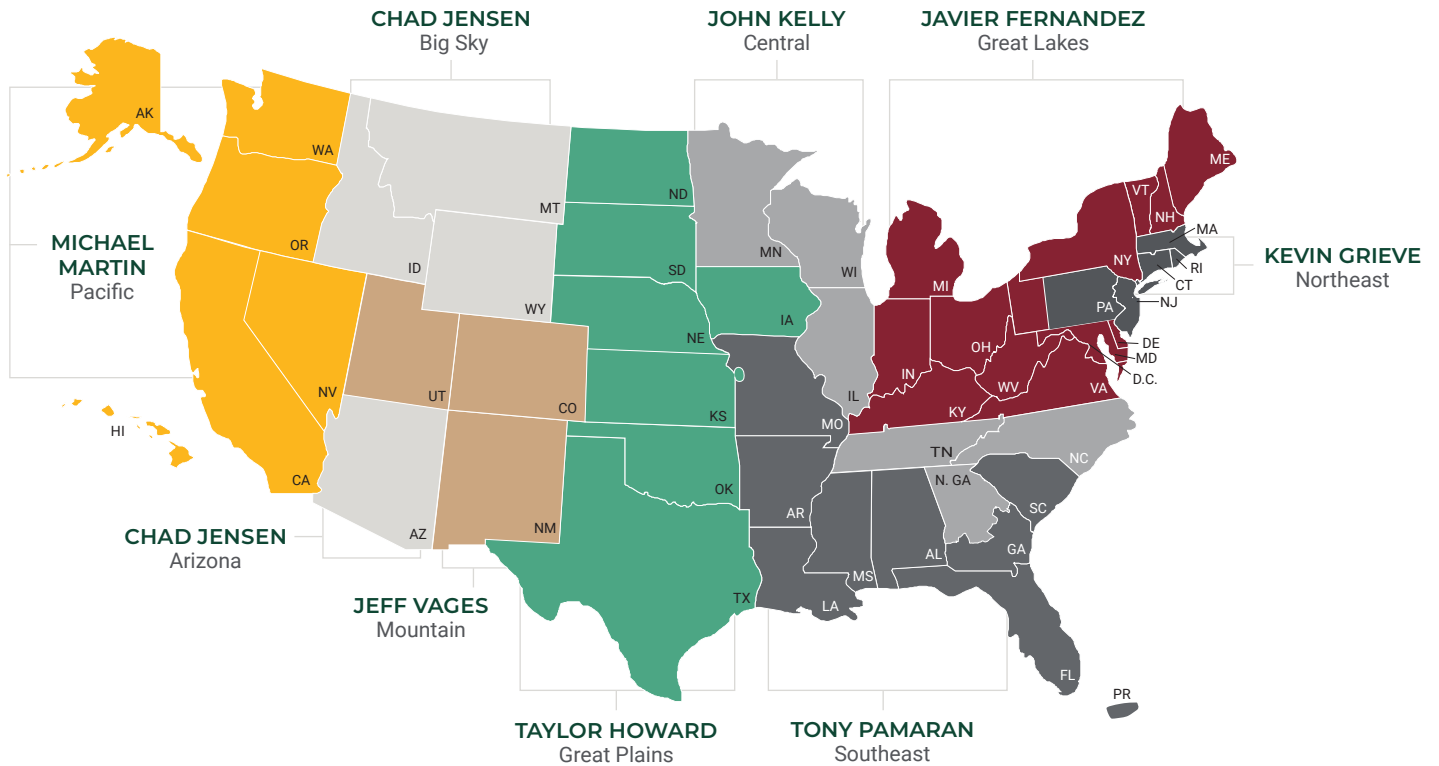 CHAD JENSEN
Big Sky
JOHN KELLY
Central
JAVIER FERNANDEZ
Great Lakes
AK
WA
OR
ID
MT
WY
ND
SD
NE
MN
WI
IA
MI
NY
VT
NH
ME
MA
RI
CT
PA
NJ
DE
MD
D.C.
MICHAEL
MARTIN
Pacific
KEVIN GRIEVE
Northeast
NV
UT
CO
KS
MO
IL
IN
OH
WV
KY
VA
HI
CA
AZ
NM
OK
AR
TN
N. GA
NC
SC
GA
AL
MS
LA
TX
FL
PR
CHAD JENSEN
Arizona
JEFF VAGES
Mountain
TAYLOR HOWARD
Great Plains
TONY PAMARAN
Southeast